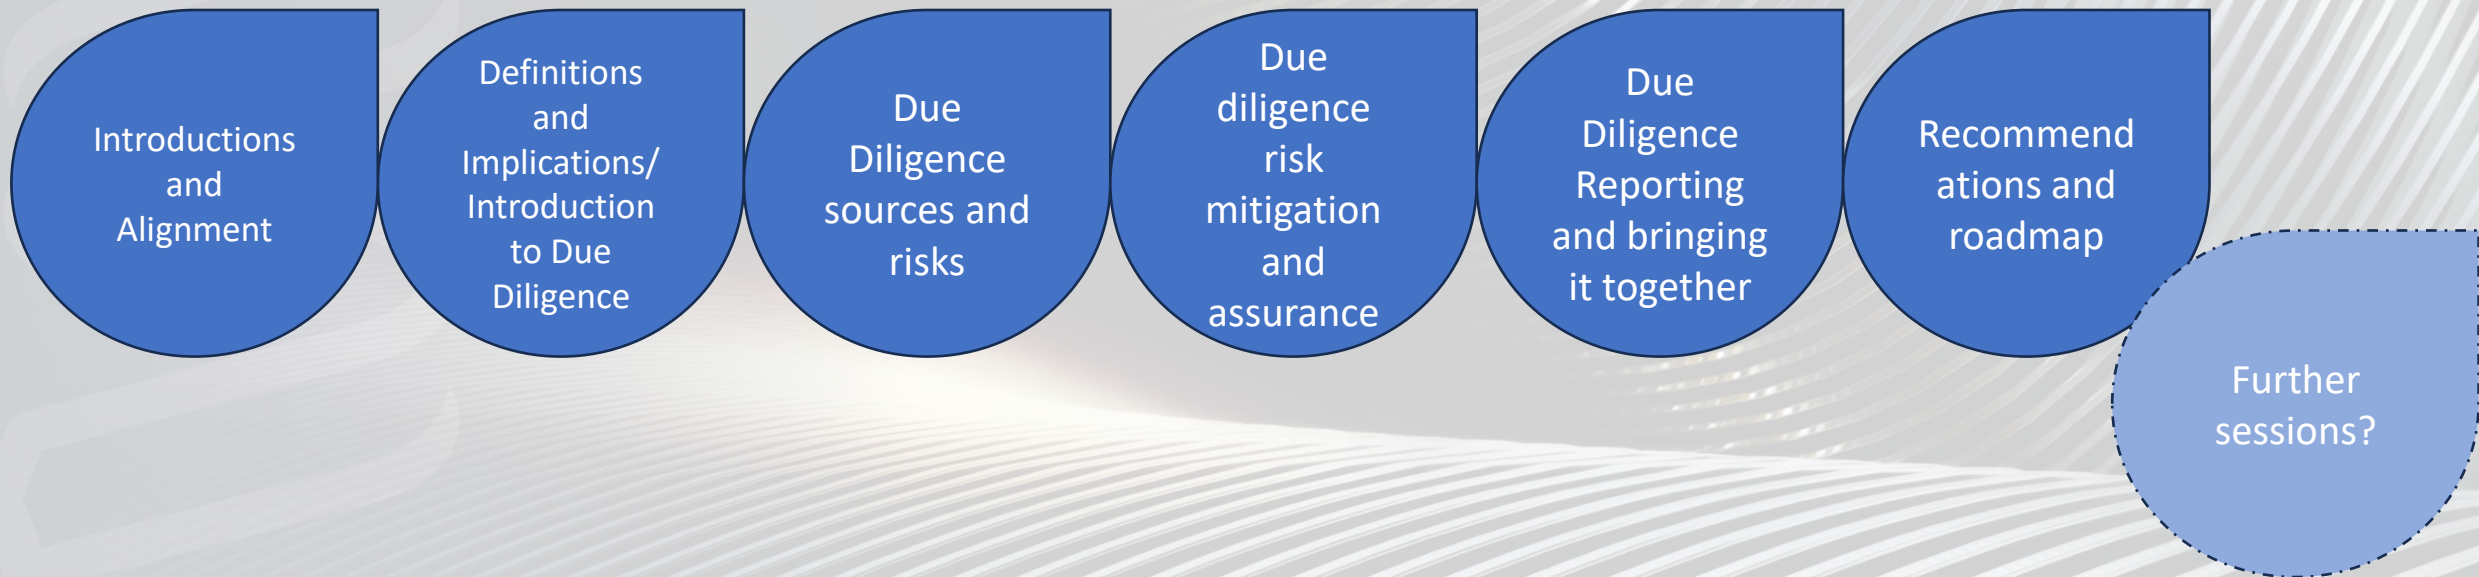 Introductions
and
Alignment
Definitions
and
Implications/
Introduction
to Due
Diligence
Due
Diligence
sources and
risks
Due
diligence
risk
mitigation
and
assurance
Due
Diligence
Reporting
and bringing
it together
Recommend
ations and
roadmap
Further
sessions?